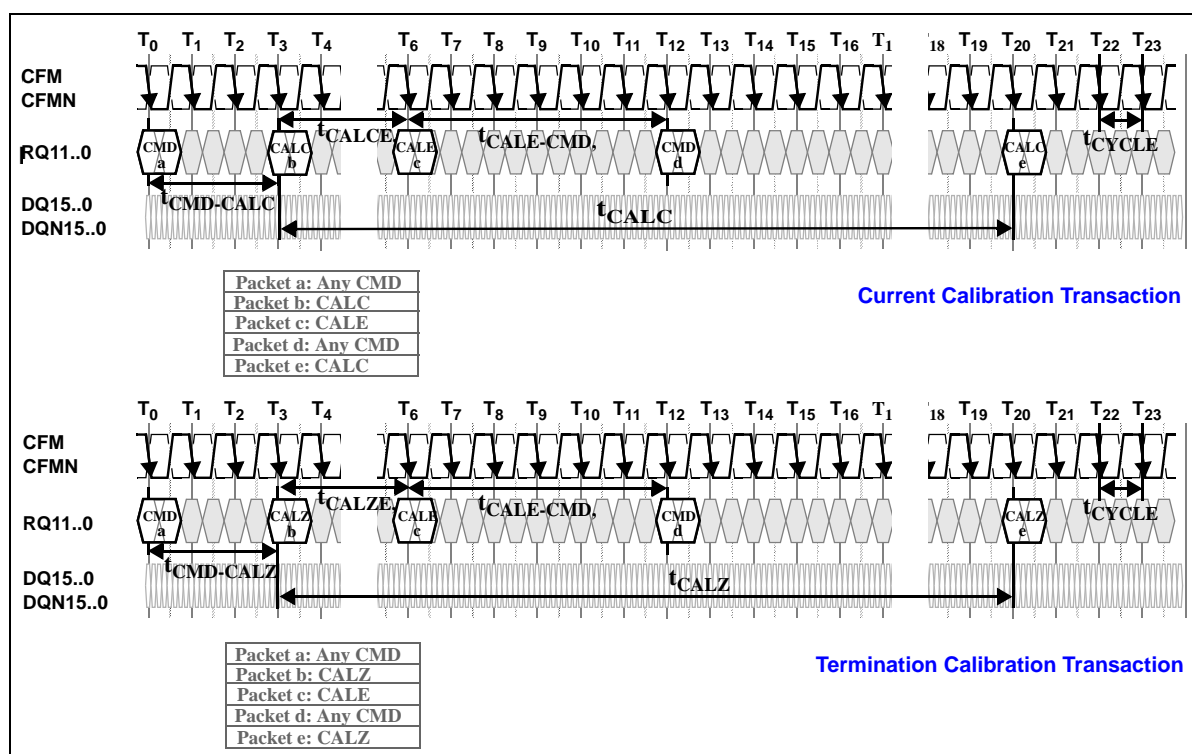 T0 T1 T2 T3 T4 T6 T7 T8 T9 T10 T11 T12 T13 T14 T15 T16 T1 18 T19 T20 T21 T22 T23
CFM
CFMN
tCALCE, tCALE-CMD, tCYCLE
RQ11..0 CMD a CALC b CALE c CMD d CALC e
tCMD-CALC
DQ15..0
DQN15..0
tCALC
Packet a: Any CMD
Packet b: CALC
Packet c: CALE
Packet d: Any CMD
Packet e: CALC
Current Calibration Transaction
T0 T1 T2 T3 T4 T6 T7 T8 T9 T10 T11 T12 T13 T14 T15 T16 T1 18 T19 T20 T21 T22 T23
CFM
CFMN
tCALZE, tCALE-CMD, tCYCLE
RQ11..0 CMD a CALZ b CALE c CMD d CALZ e
tCMD-CALZ
DQ15..0
DQN15..0
tCALZ
Packet a: Any CMD
Packet b: CALZ
Packet c: CALE
Packet d: Any CMD
Packet e: CALZ
Termination Calibration Transaction